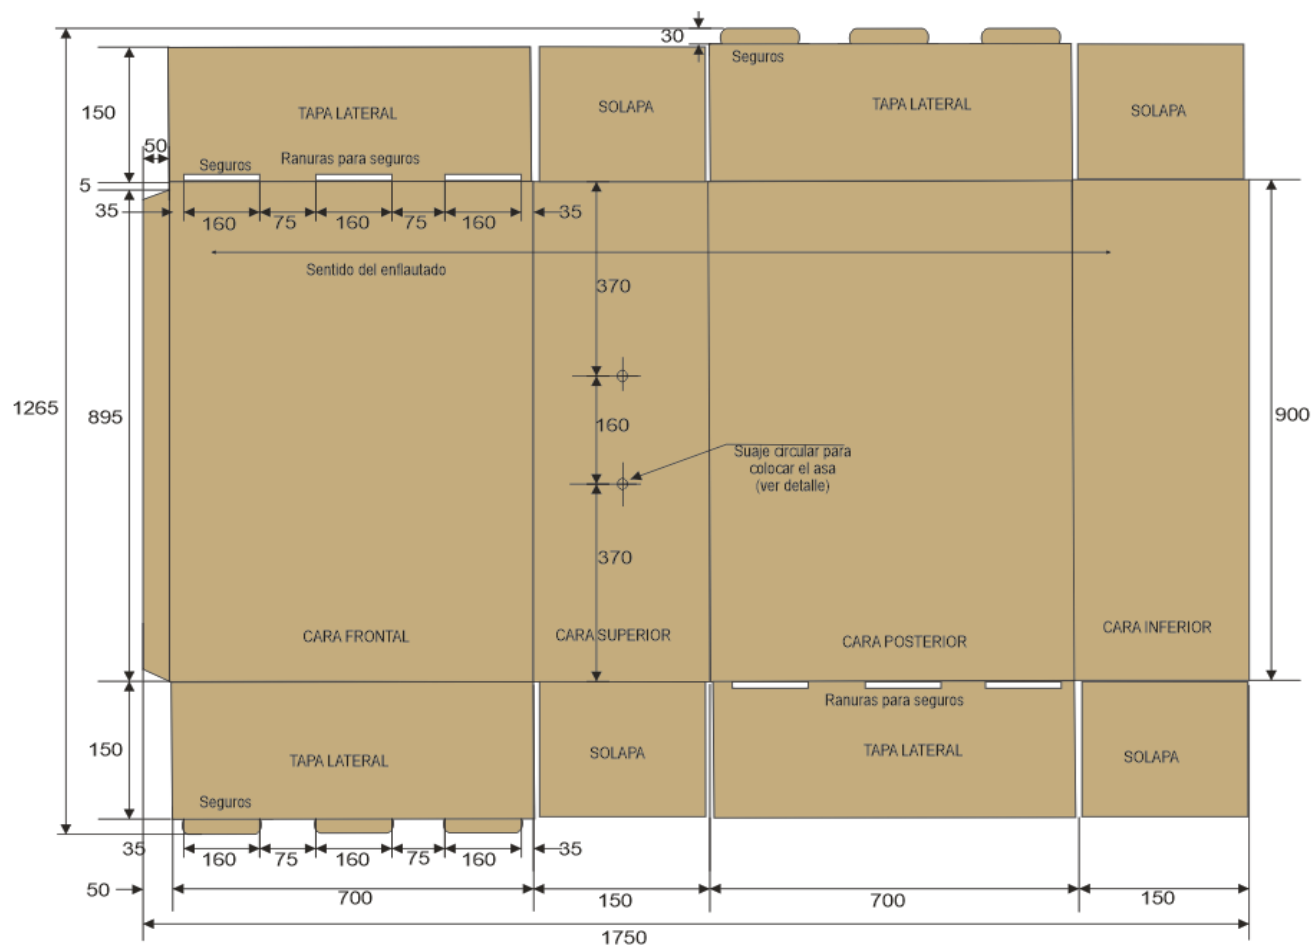 30
Seguros
150
TAPA LATERAL
SOLAPA
TAPA LATERAL
SOLAPA
50
Seguros
Ranuras para seguros
5
35
160
75
160
75
160
35
Sentido del enflautado
370
1265
895
160
900
Suaje circular para
colocar el asa
(ver detalle)
370
CARA FRONTAL
CARA SUPERIOR
CARA POSTERIOR
CARA INFERIOR
Ranuras para seguros
150
TAPA LATERAL
SOLAPA
TAPA LATERAL
SOLAPA
Seguros
35
160
75
160
75
160
35
50
700
150
700
150
1750